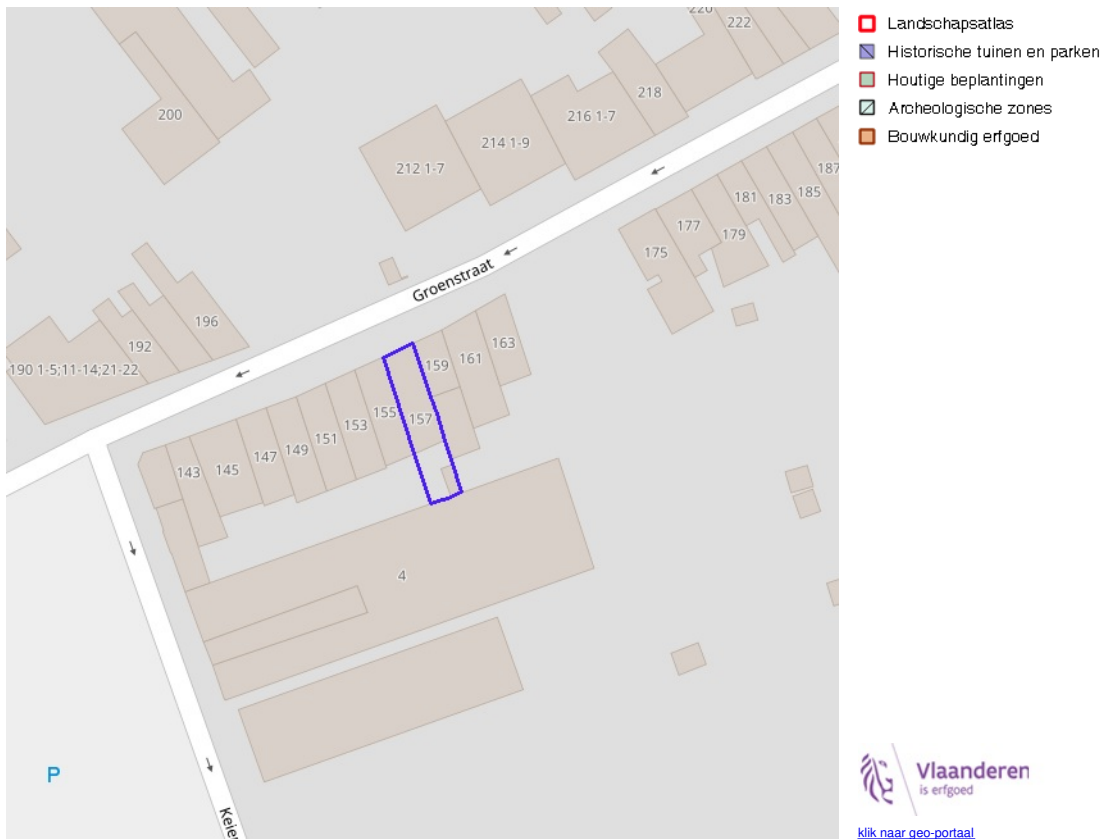 220
222
200
218
216 1-7
214 1-9
212 1-7
187
185
183
181
179
177
175
Groenstraat
196
192
190 1-5;11-14;21-22
163
161
159
157
155
153
151
149
147
145
143
4
P
Landschapsatlas
Historische tuinen en parken
Houtige beplantingen
Archeologische zones
Bouwkundig erfgoed
Vlaanderen
is erfgoed
klik naar geo-portaal